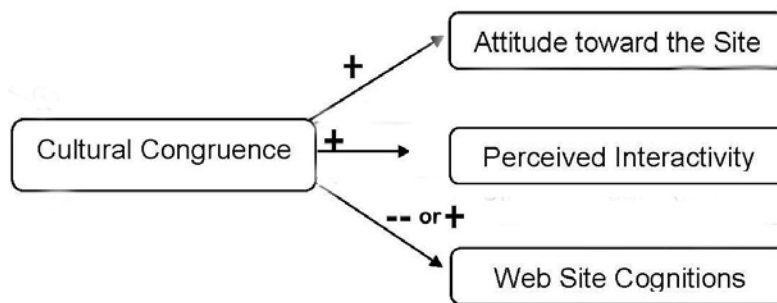 Attitude toward the Site
+
Cultural Congruence
+
Perceived Interactivity
-- or +
Web Site Cognitions